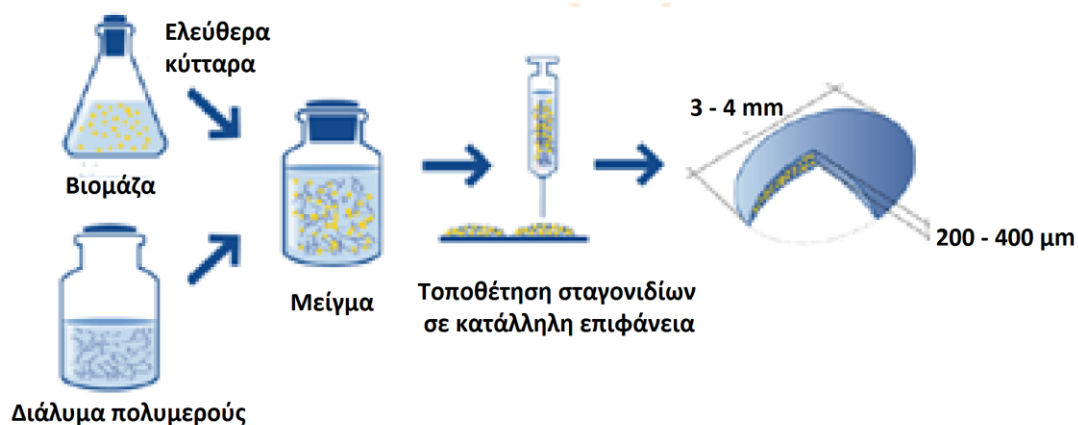 Ελεύθερα
κύτταρα
Βιομάζα
Διάλυμα πολυμερούς
Μείγμα
Τοποθέτηση σταγονιδίων
σε κατάλληλη επιφάνεια
3 - 4 mm
200 - 400 μm